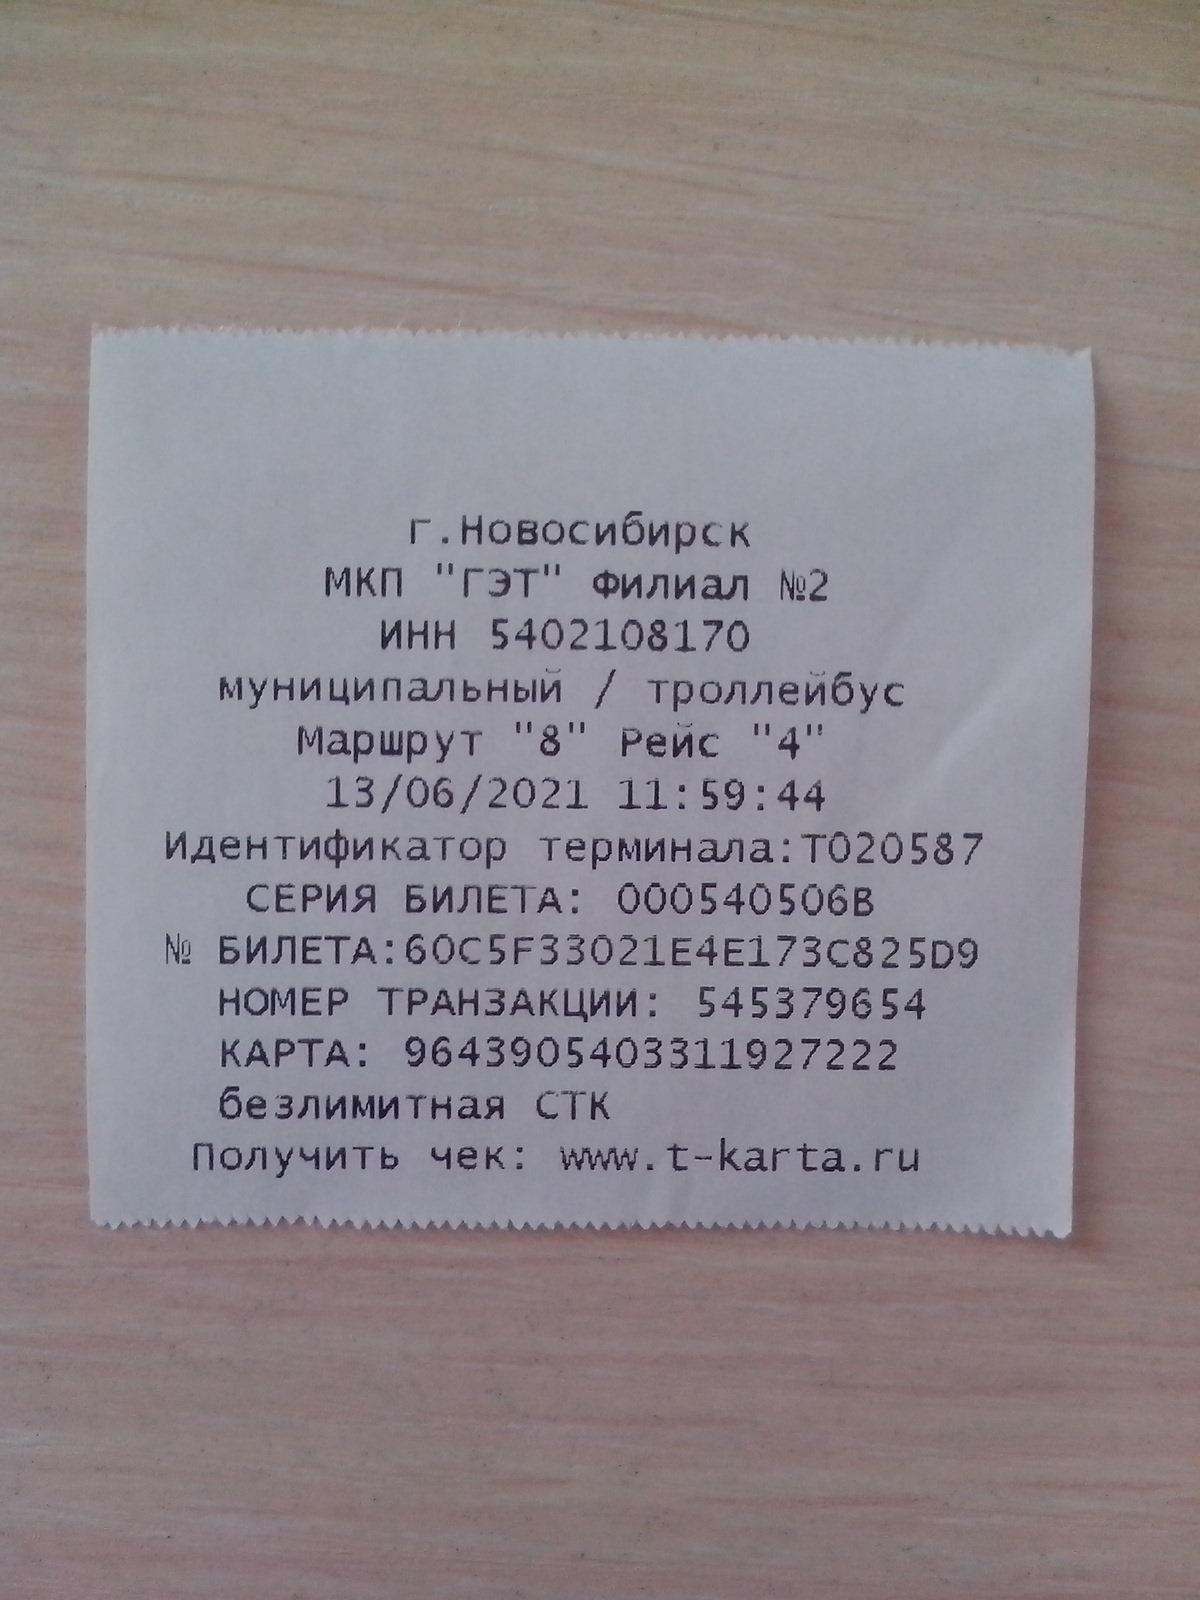 г.Новосибирск
МКП "ГЭТ" Филиал №2
ИНН 5402108170
муниципальный / троллейбус
Маршрут "8" Рейс "4"
13/06/2021 11:59:44
Идентификатор терминала:Т020587
СЕРИЯ БИЛЕТА: 000540506B
№ БИЛЕТА:60C5F33021E4E173C825D9
НОМЕР ТРАНЗАКЦИИ: 545379654
КАРТА: 9643905403311927222
безлимитная СТК
Получить чек: www.t-karta.ru